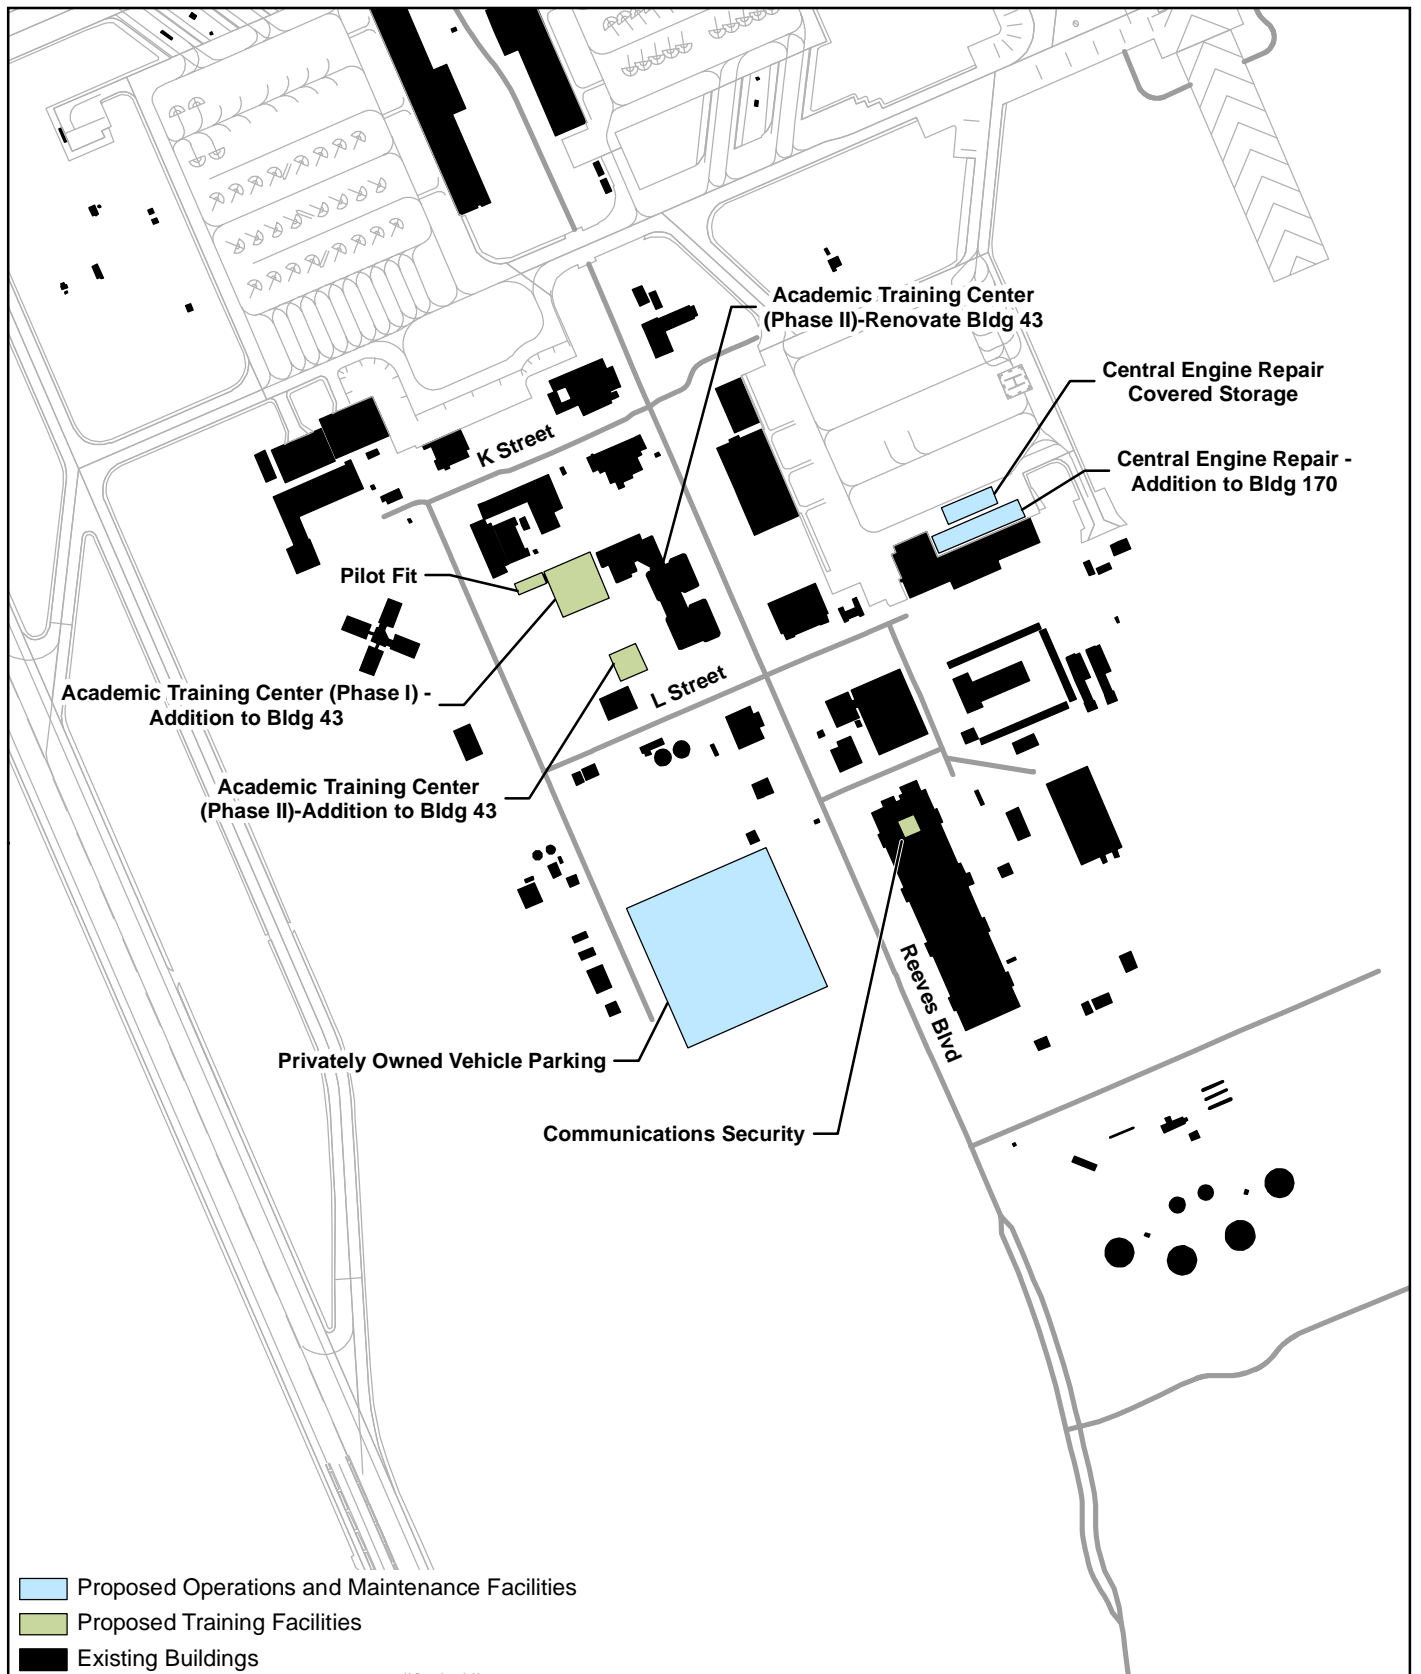 Academic Training Center
(Phase II)-Renovate Bldg 43
Central Engine Repair
Covered Storage
K Street
Central Engine Repair -
Addition to Bldg 170
Pilot Fit
L Street
Academic Training Center (Phase I) -
Addition to Bldg 43
Academic Training Center
(Phase II)-Addition to Bldg 43
Reeves Blvd
Privately Owned Vehicle Parking
Communications Security
Proposed Operations and Maintenance Facilities
Proposed Training Facilities
Existing Buildings